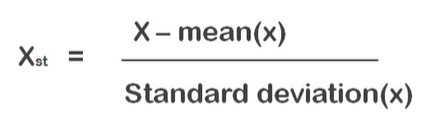 X – mean(x)
Xst =
Standard deviation(x)